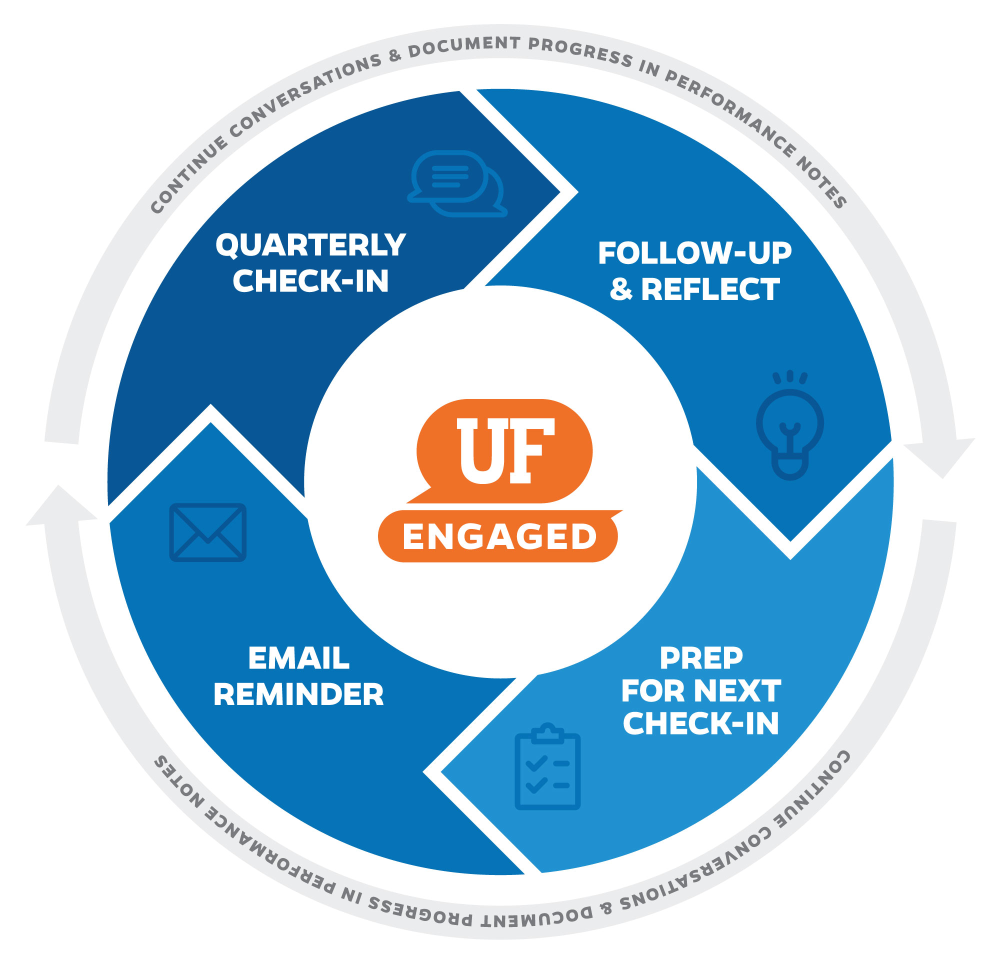 CONTINUE CONVERSATIONS & DOCUMENT PROGRESS IN PERFORMANCE NOTES
QUARTERLY
CHECK-IN
FOLLOW-UP
& REFLECT
UF
ENGAGED
EMAIL
REMINDER
PREP
FOR NEXT
CHECK-IN
CONTINUE CONVERSATIONS & DOCUMENT PROGRESS IN PERFORMANCE NOTES